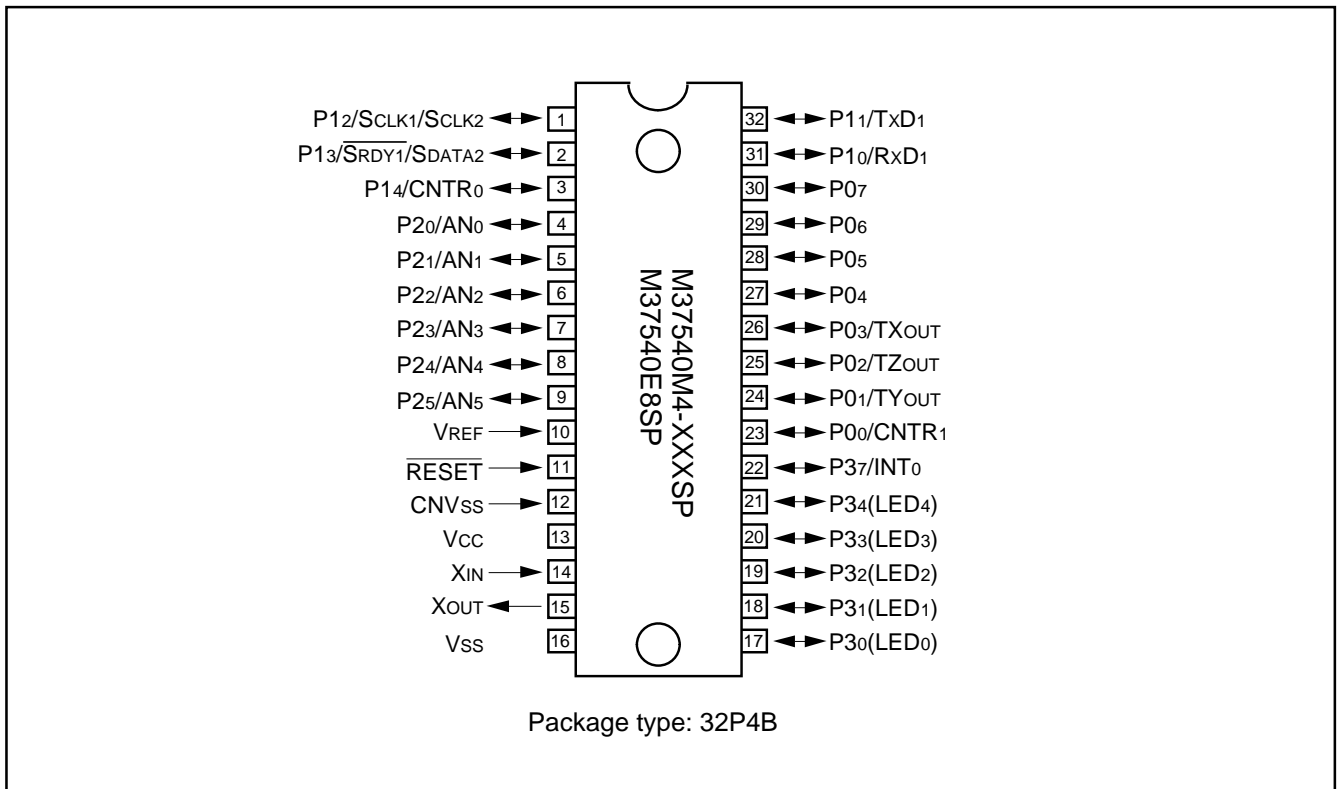 P12/SCLK1/SCLK2 1
P13/S̅R̅D̅Y̅1̅/SDATA2 2
P14/CNTR0 3
P20/AN0 4
P21/AN1 5
P22/AN2 6
P23/AN3 7
P24/AN4 8
P25/AN5 9
VREF 10
R̅E̅S̅E̅T̅ 11
CNVSS 12
VCC 13
XIN 14
XOUT 15
VSS 16
M37540M4-XXXSP
M37540E8SP
32 P11/TXD1
31 P10/RXD1
30 P07
29 P06
28 P05
27 P04
26 P03/TXOUT
25 P02/TZOUT
24 P01/TYOUT
23 P00/CNTR1
22 P37/INT0
21 P34(LED4)
20 P33(LED3)
19 P32(LED2)
18 P31(LED1)
17 P30(LED0)
Package type: 32P4B